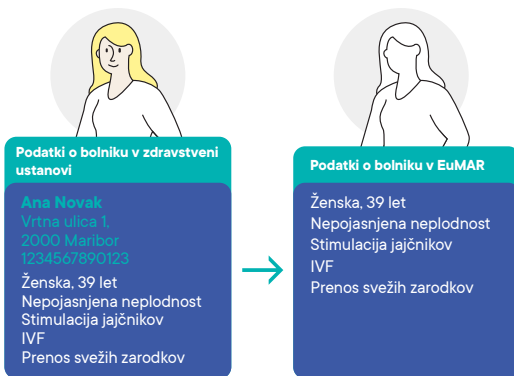 Podatki o bolniku v zdravstveni
ustanovi
Ana Novak
Vrtna ulica 1,
2000 Maribor
1234567890123
Ženska, 39 let
Nepojasnjena neplodnost
Stimulacija jajčnikov
IVF
Prenos svežih zarodkov
Podatki o bolniku v EuMAR
Ženska, 39 let
Nepojasnjena neplodnost
Stimulacija jajčnikov
IVF
Prenos svežih zarodkov